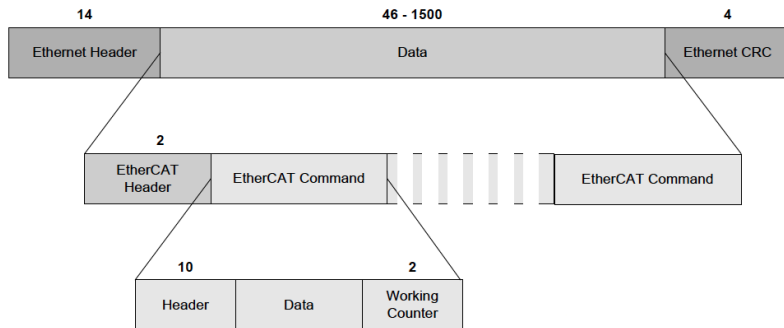 14 46 - 1500 4
Ethernet Header Data Ethernet CRC
2
EtherCAT
Header
EtherCAT Command
EtherCAT Command
10 2
Header Data Working
Counter